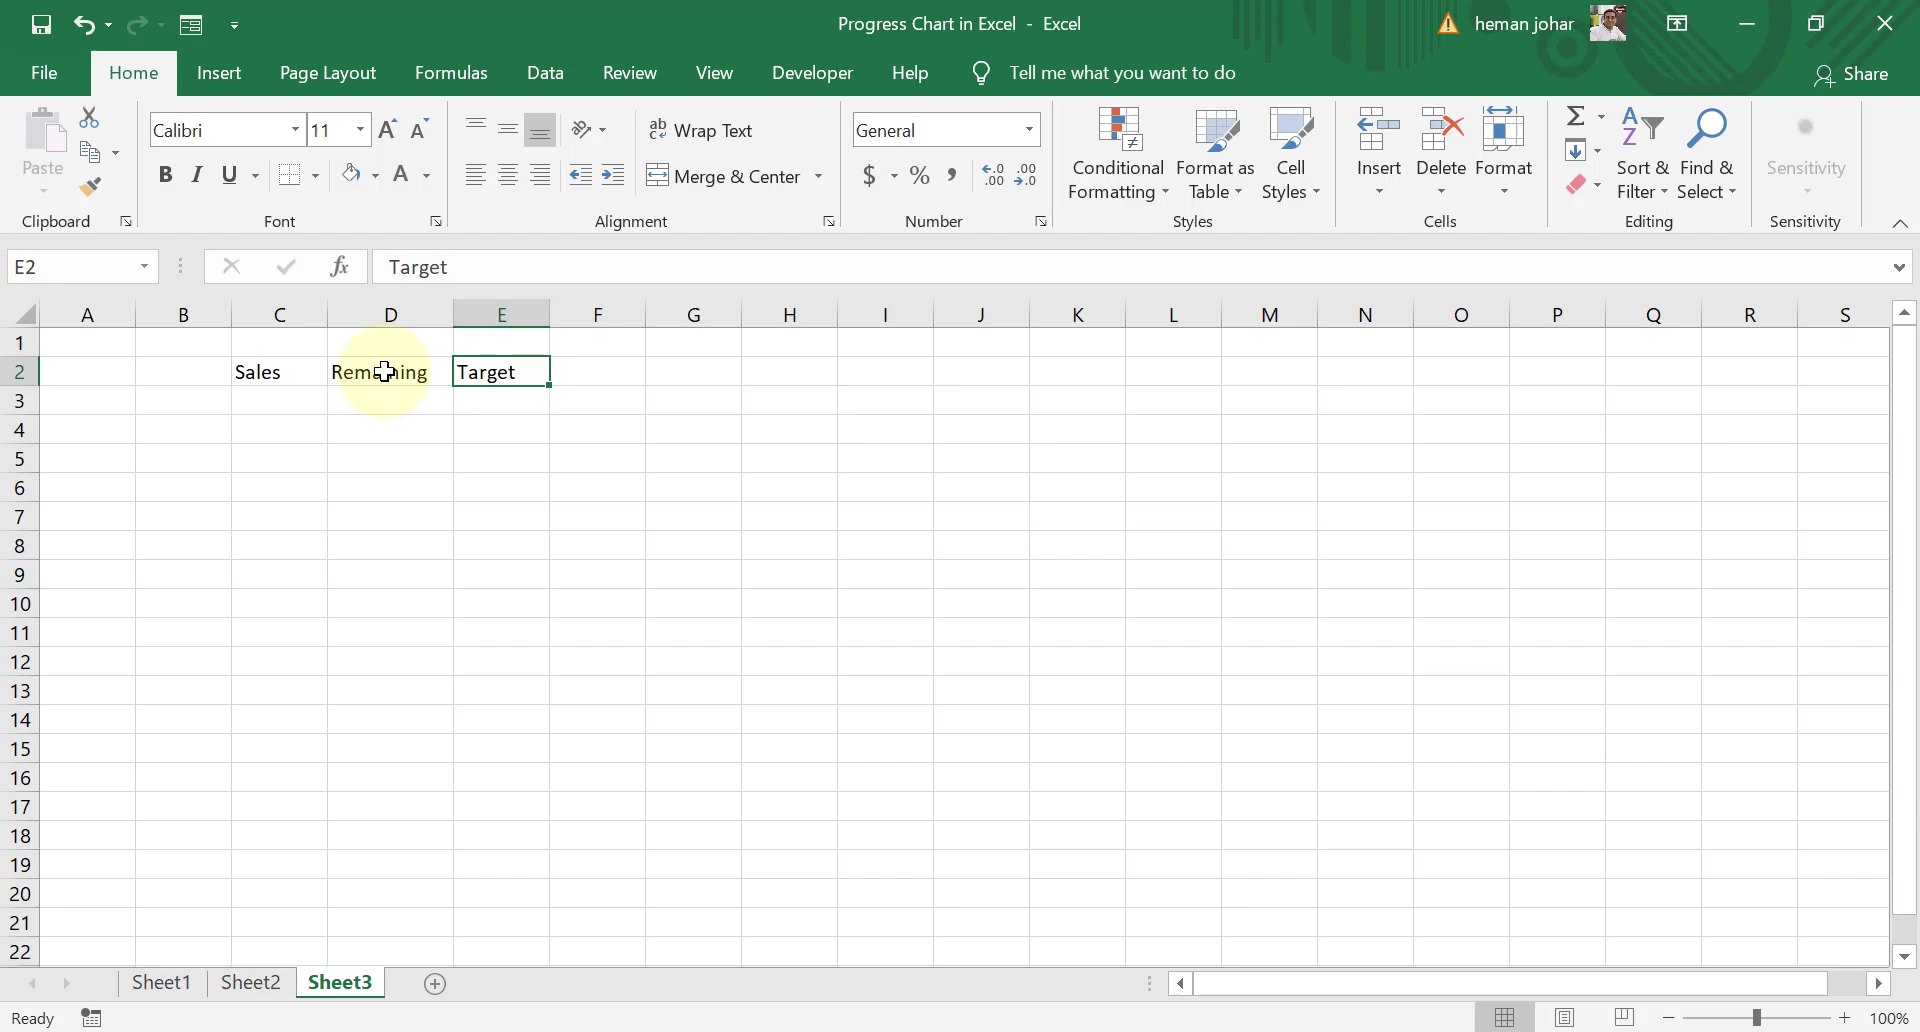 Progress Chart in Excel - Excel
heman johar
File Home Insert Page Layout Formulas Data Review View Developer Help Tell me what you want to do Share
Paste
Clipboard
Calibri 11
B I U A
Font
ab Wrap Text
Merge & Center
Alignment
General
$ % ,
Number
Conditional Formatting
Format as Table
Cell Styles
Styles
Insert Delete Format
Cells
Sort & Filter
Find & Select
Editing
Sensitivity
Sensitivity
E2 fx Target
A B C D E F G H I J K L M N O P Q R S
1
2 Sales Remaining Target
3
4
5
6
7
8
9
10
11
12
13
14
15
16
17
18
19
20
21
22
Sheet1 Sheet2 Sheet3
Ready 100%